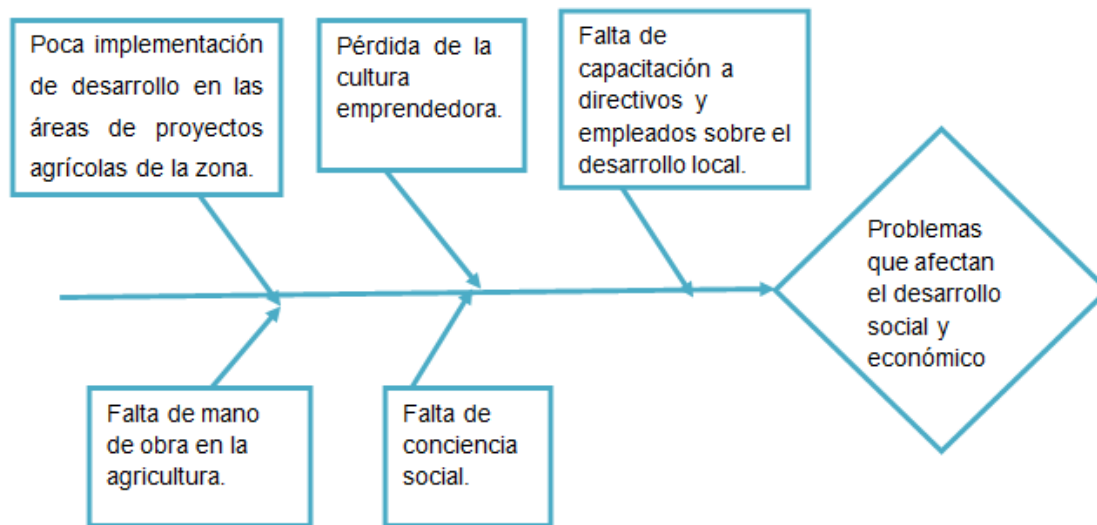 Poca implementación
de desarrollo en las
áreas de proyectos
agrícolas de la zona.
Pérdida de la
cultura
emprendedora.
Falta de
capacitación a
directivos y
empleados sobre el
desarrollo local.
Problemas
que afectan
el desarrollo
social y
económico
Falta de mano
de obra en la
agricultura.
Falta de
conciencia
social.